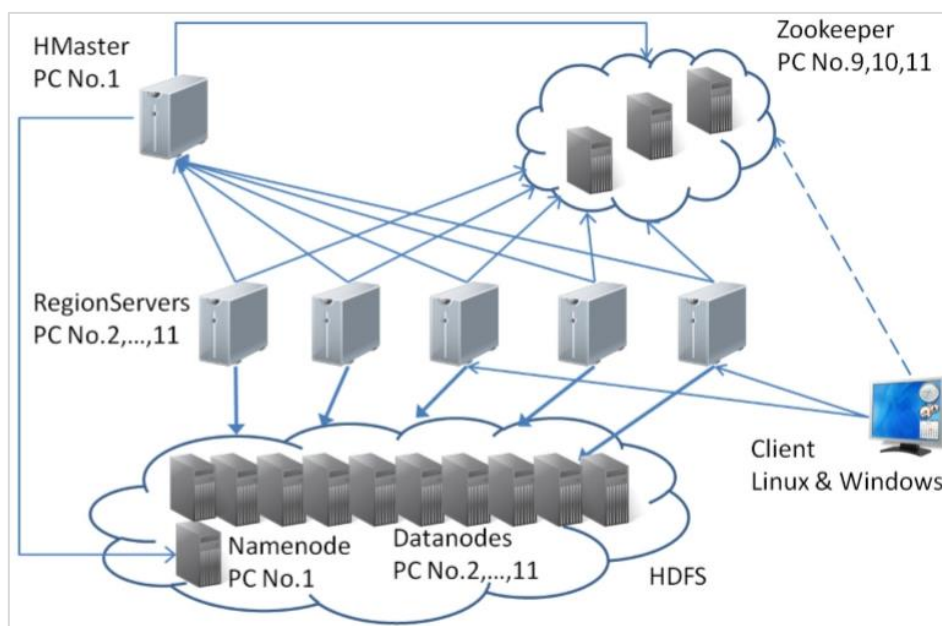 HMaster
PC No.1
Zookeeper
PC No.9,10,11
RegionServers
PC No.2,...,11
Client
Linux & Windows
Namenode
PC No.1
Datanodes
PC No.2,...,11
HDFS